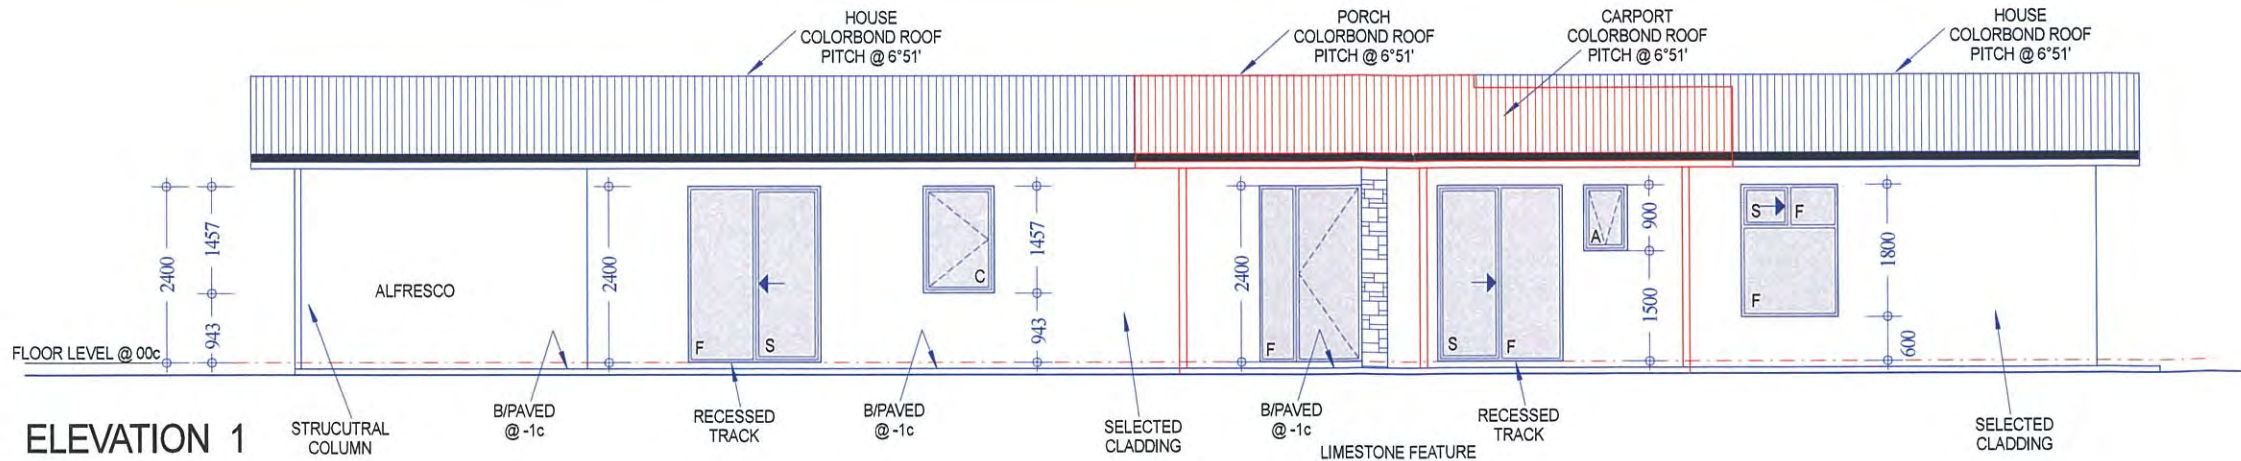 HOUSE
COLORBOND ROOF
PITCH @ 6°51'
PORCH
COLORBOND ROOF
PITCH @ 6°51'
CARPORT
COLORBOND ROOF
PITCH @ 6°51'
HOUSE
COLORBOND ROOF
PITCH @ 6°51'
2400
1457
943
ALFRESCO
2400
F
S
C
1457
943
2400
F
S
F
A
900
1500
S
F
F
1800
600
FLOOR LEVEL @ 00c
ELEVATION 1
STRUCUTRAL
COLUMN
B/PAVED
@ -1c
RECESSED
TRACK
B/PAVED
@ -1c
SELECTED
CLADDING
B/PAVED
@ -1c
LIMESTONE FEATURE
RECESSED
TRACK
SELECTED
CLADDING